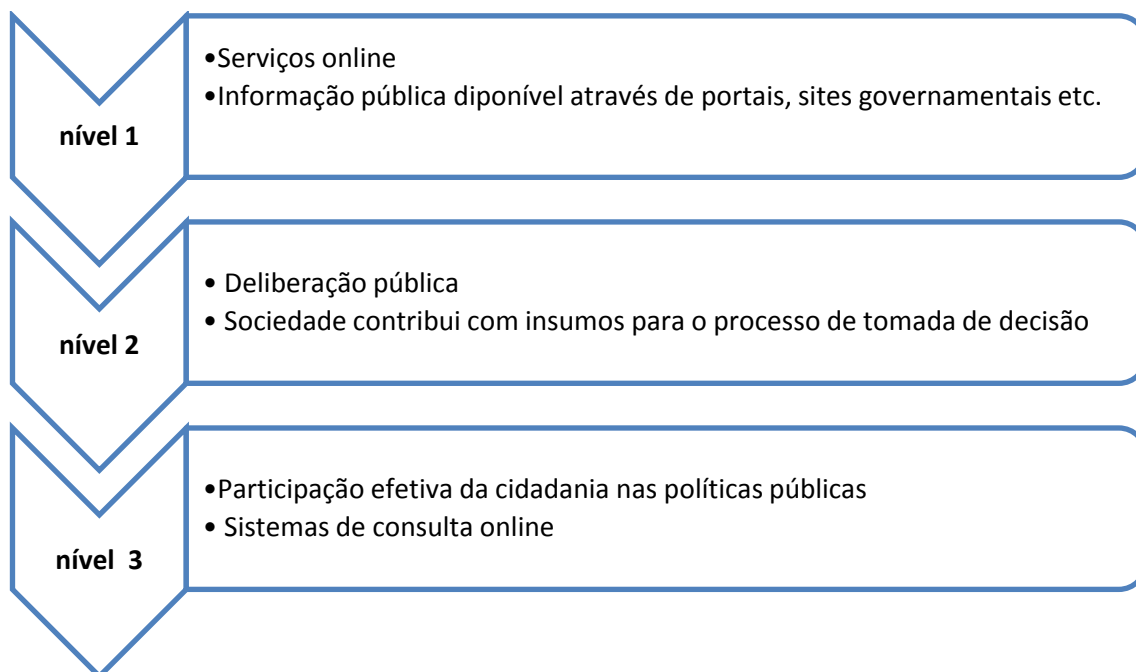 nível 1
•Serviços online
•Informação pública diponível através de portais, sites governamentais etc.
nível 2
• Deliberação pública
• Sociedade contribui com insumos para o processo de tomada de decisão
nível 3
•Participação efetiva da cidadania nas políticas públicas
• Sistemas de consulta online